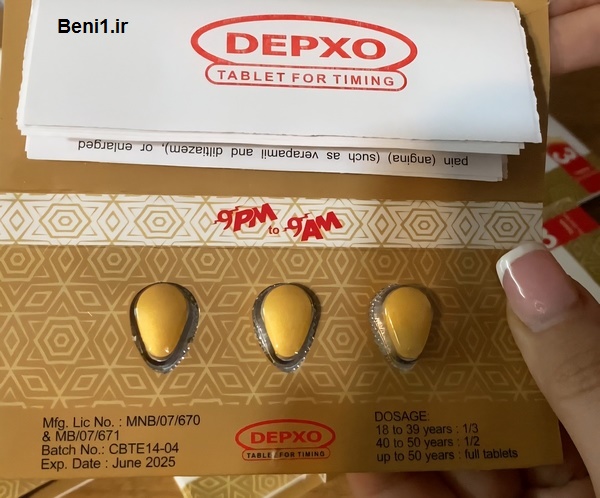 Beni1.ir
DEPXO
TABLET FOR TIMING
pain (angina) (such as verapamil and diltiazem), or enlarged
9PM to 9AM
Mfg. Lic No. : MNB/07/670
& MB/07/671
Batch No.: CBTE14-04
Exp. Date : June 2025
DEPXO
TABLET FOR TIMING
DOSAGE:
18 to 39 years : 1/3
40 to 50 years : 1/2
up to 50 years : full tablets
3